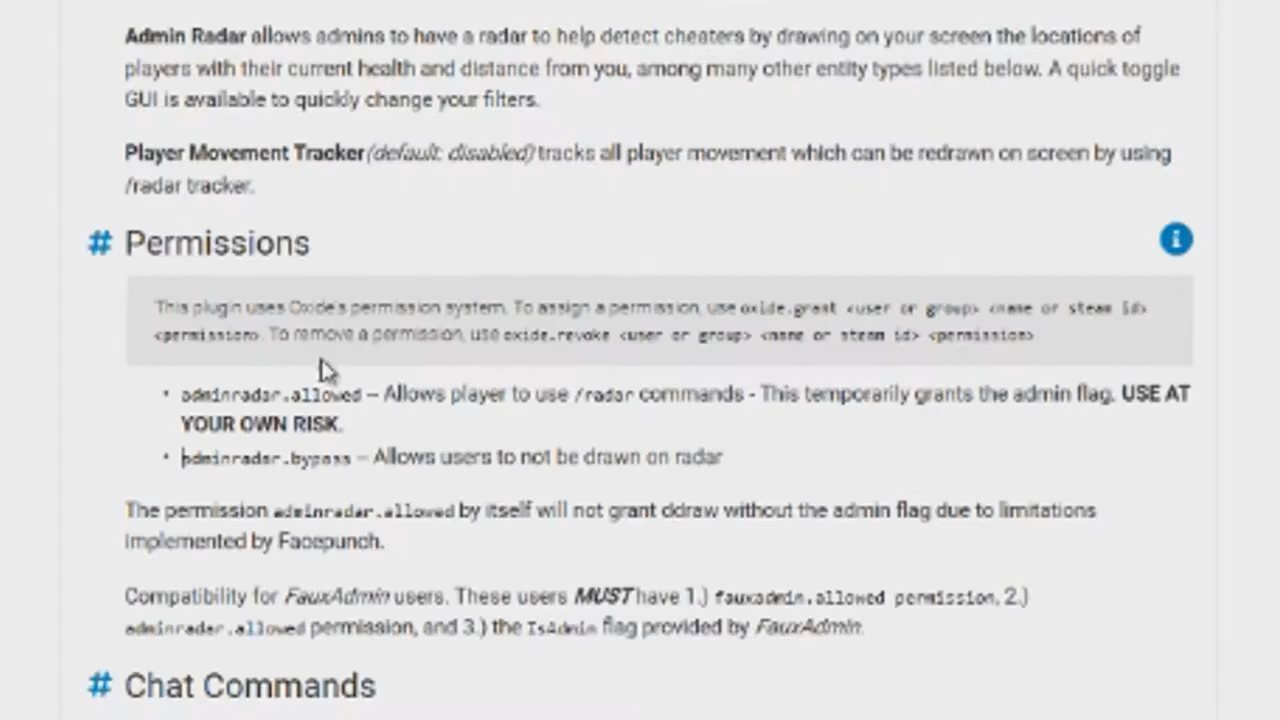 Admin Radar allows admins to have a radar to help detect cheaters by drawing on your screen the locations of
players with their current health and distance from you, among many other entity types listed below. A quick toggle
GUI is available to quickly change your filters.
Player Movement Tracker (default: disabled) tracks all player movement which can be redrawn on screen by using
/radar tracker.
# Permissions
This plugin uses Oxide's permission system. To assign a permission, use oxide.grant <user or group> <name or steam id>
<permission>. To remove a permission, use oxide.revoke <user or group> <name or steam id> <permission>.
• adminradar.allowed – Allows player to use /radar commands - This temporarily grants the admin flag. USE AT
YOUR OWN RISK.
• adminradar.bypass – Allows users to not be drawn on radar
The permission adminradar.allowed by itself will not grant ddraw without the admin flag due to limitations
implemented by Facepunch.
Compatibility for FauxAdmin users. These users MUST have 1.) fauxadmin.allowed permission, 2.)
adminradar.allowed permission, and 3.) the IsAdmin flag provided by FauxAdmin.
# Chat Commands